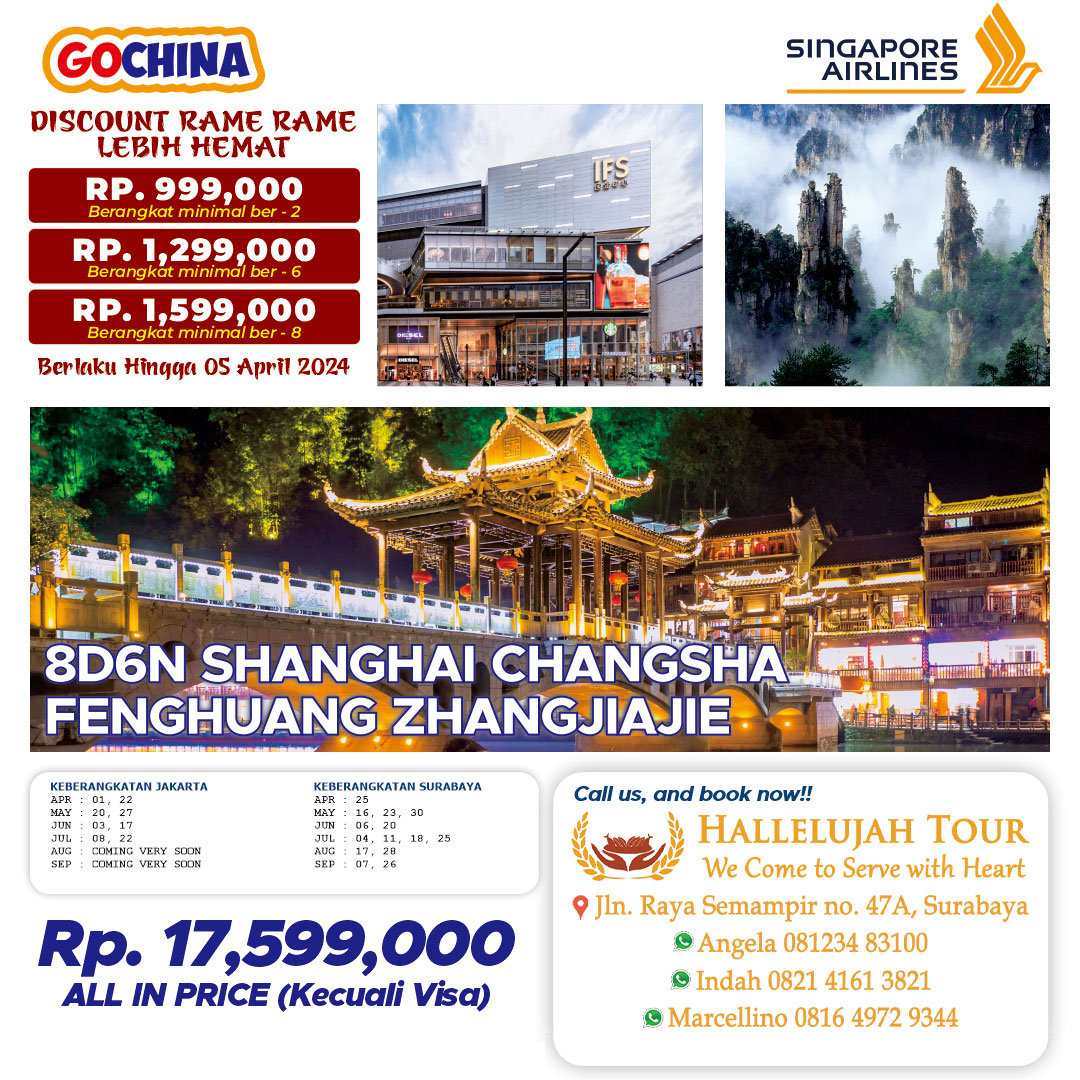 GOCHINA
SINGAPORE
AIRLINES
DISCOUNT RAME RAME
LEBIH HEMAT
RP. 999,000
Berangkat minimal ber - 2
RP. 1,299,000
Berangkat minimal ber - 6
RP. 1,599,000
Berangkat minimal ber - 8
Berlaku Hingga 05 April 2024
IFS
DIESEL
DIESEL
STARBUCKS
8D6N SHANGHAI CHANGSHA
FENGHUANG ZHANGJIAJIE
KEBERANGKATAN JAKARTA
APR : 01, 22
MAY : 20, 27
JUN : 03, 17
JUL : 08, 22
AUG : COMING VERY SOON
SEP : COMING VERY SOON
KEBERANGKATAN SURABAYA
APR : 25
MAY : 16, 23, 30
JUN : 06, 20
JUL : 04, 11, 18, 25
AUG : 17, 28
SEP : 07, 26
Rp. 17,599,000
ALL IN PRICE (Kecuali Visa)
Call us, and book now!!
HALLELUJAH TOUR
We Come to Serve with Heart
Jln. Raya Semampir no. 47A, Surabaya
Angela 081234 83100
Indah 0821 4161 3821
Marcellino 0816 4972 9344